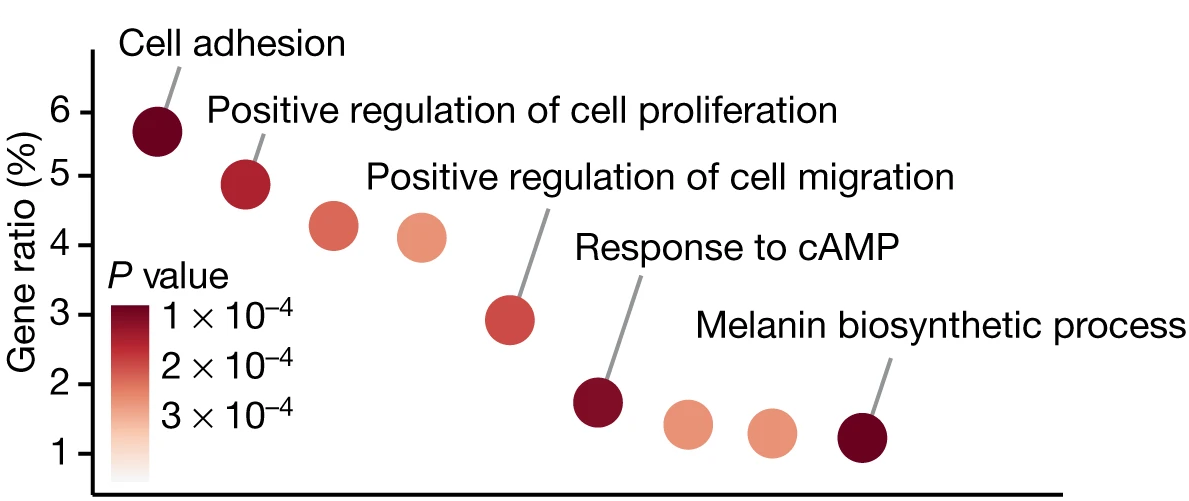 Cell adhesion
6
Positive regulation of cell proliferation
5
Positive regulation of cell migration
4
Response to cAMP
Gene ratio (%)
P value
1 × 10⁻⁴
3
Melanin biosynthetic process
2 × 10⁻⁴
2
3 × 10⁻⁴
1